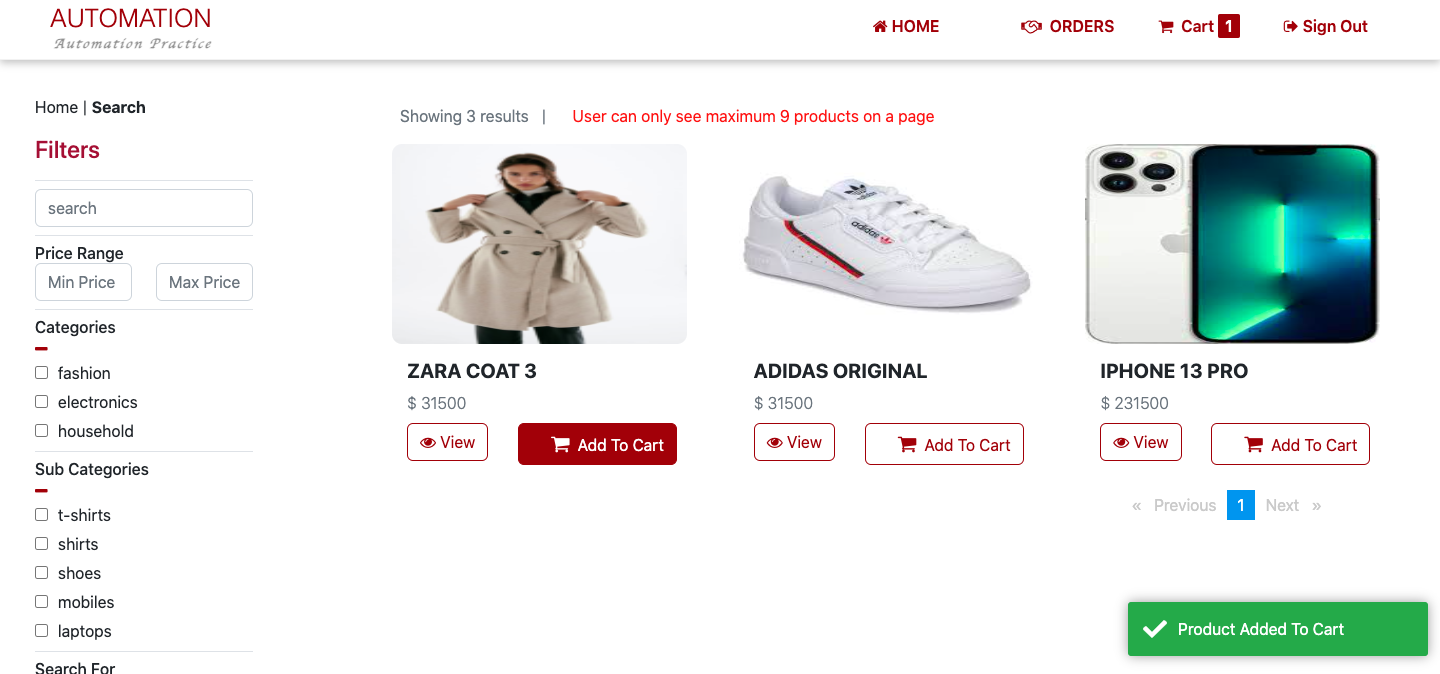 AUTOMATION
Automation Practice
HOME
ORDERS
Cart 1
Sign Out
Home | Search
Filters
search
Price Range
Min Price Max Price
Categories
fashion
electronics
household
Sub Categories
t-shirts
shirts
shoes
mobiles
laptops
Search For
Showing 3 results | User can only see maximum 9 products on a page
ZARA COAT 3
$ 31500
View Add To Cart
adidas
adidas
ADIDAS ORIGINAL
$ 31500
View Add To Cart
IPHONE 13 PRO
$ 231500
View Add To Cart
« Previous 1 Next »
Product Added To Cart